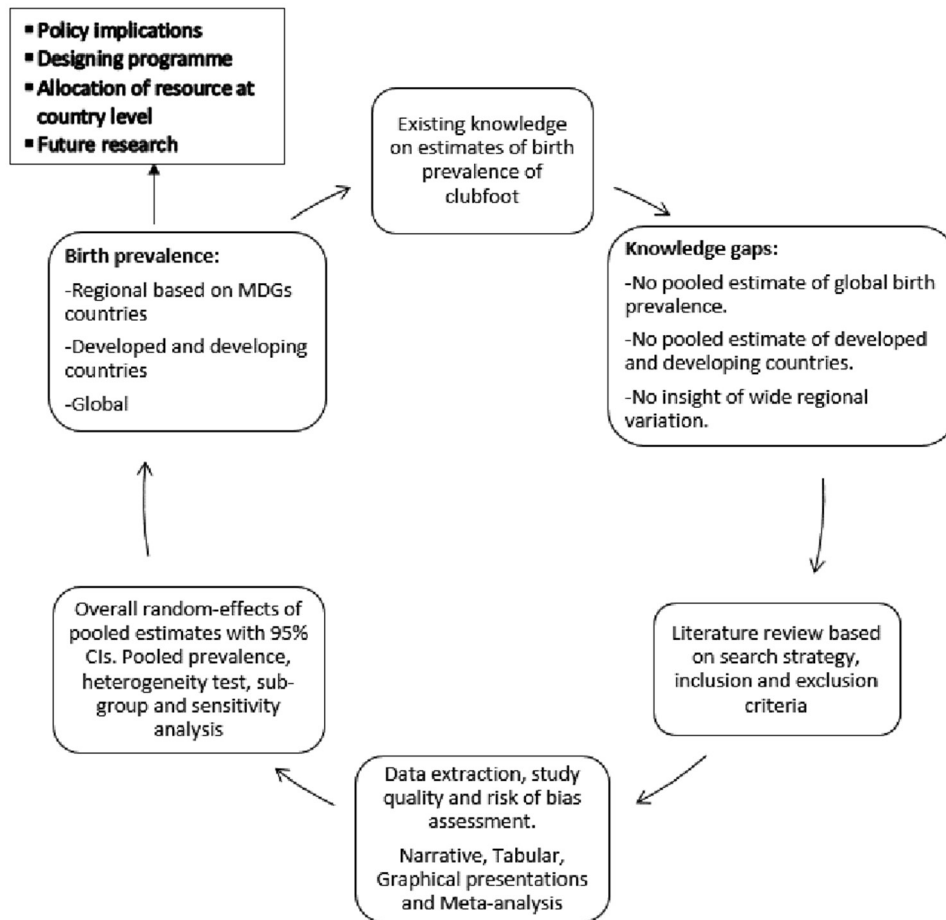 ▪ Policy implications
▪ Designing programme
▪ Allocation of resource at
country level
▪ Future research
Existing knowledge
on estimates of birth
prevalence of
clubfoot
Birth prevalence:
-Regional based on MDGs
countries
-Developed and developing
countries
-Global
Knowledge gaps:
-No pooled estimate of global birth
prevalence.
-No pooled estimate of developed
and developing countries.
-No insight of wide regional
variation.
Overall random-effects of
pooled estimates with 95%
CIs. Pooled prevalence,
heterogeneity test, sub-
group and sensitivity
analysis
Literature review based
on search strategy,
inclusion and exclusion
criteria
Data extraction, study
quality and risk of bias
assessment.
Narrative, Tabular,
Graphical presentations
and Meta-analysis